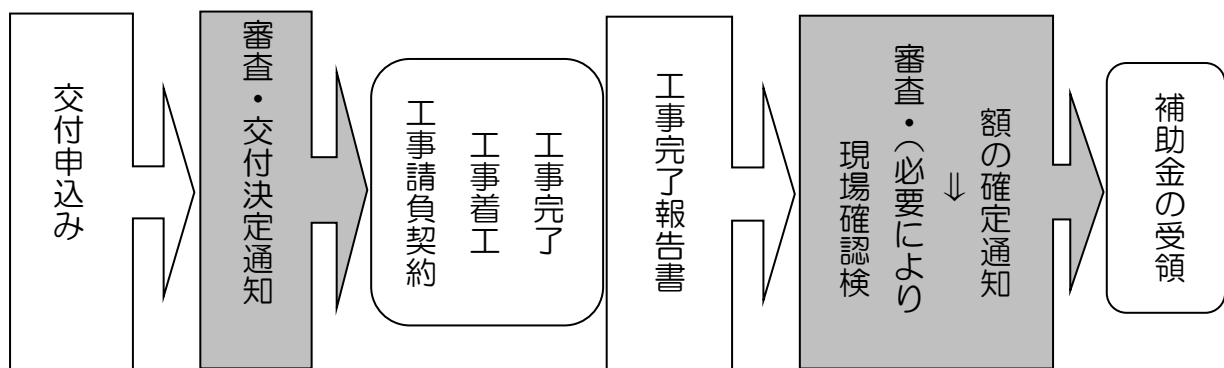 交付申込み
審査・交付決定通知
工事請負契約
工事着工
工事完了
工事完了報告書
現場確認検
審査・(必要により
⇓
額の確定通知
補助金の受領